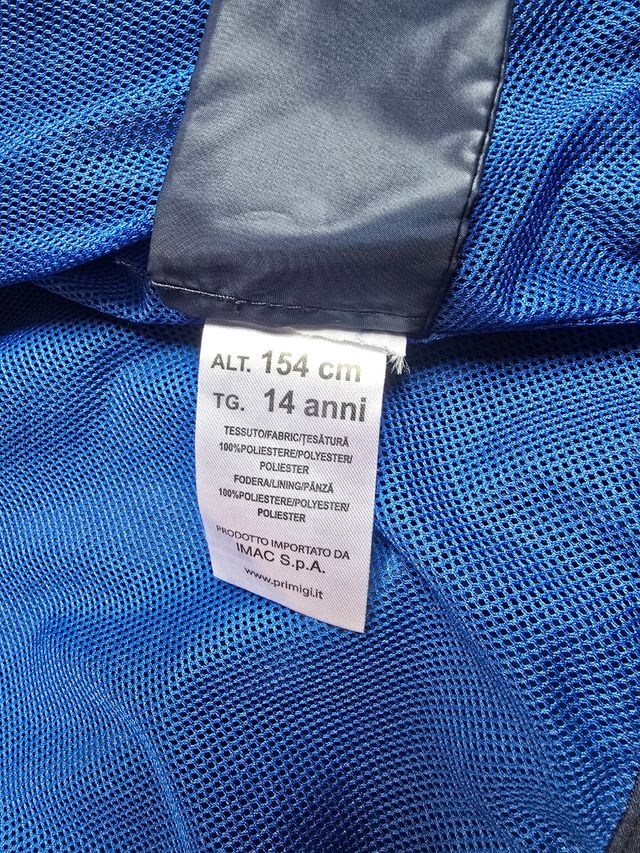 ALT. 154 cm
TG. 14 anni
TESSUTO/FABRIC/ȚESĂTURĂ
100%POLIESTERE/POLYESTER/
POLIESTER
FODERA/LINING/PÂNZĂ
100%POLIESTERE/POLYESTER/
POLIESTER
PRODOTTO IMPORTATO DA
IMAC S.p.A.
www.primigi.it